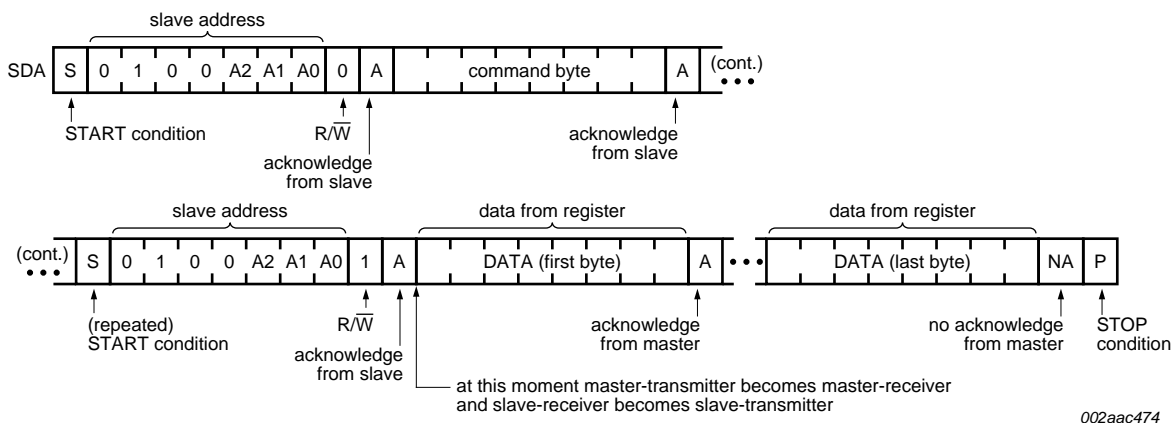 slave address
SDA S 0 1 0 0 A2 A1 A0 0 A command byte A (cont.)
START condition R/W̅ acknowledge from slave acknowledge from slave
slave address data from register data from register
(cont.) S 0 1 0 0 A2 A1 A0 1 A DATA (first byte) A DATA (last byte) NA P
(repeated) START condition R/W̅ acknowledge from slave acknowledge from master no acknowledge from master STOP condition
at this moment master-transmitter becomes master-receiver
and slave-receiver becomes slave-transmitter
002aac474